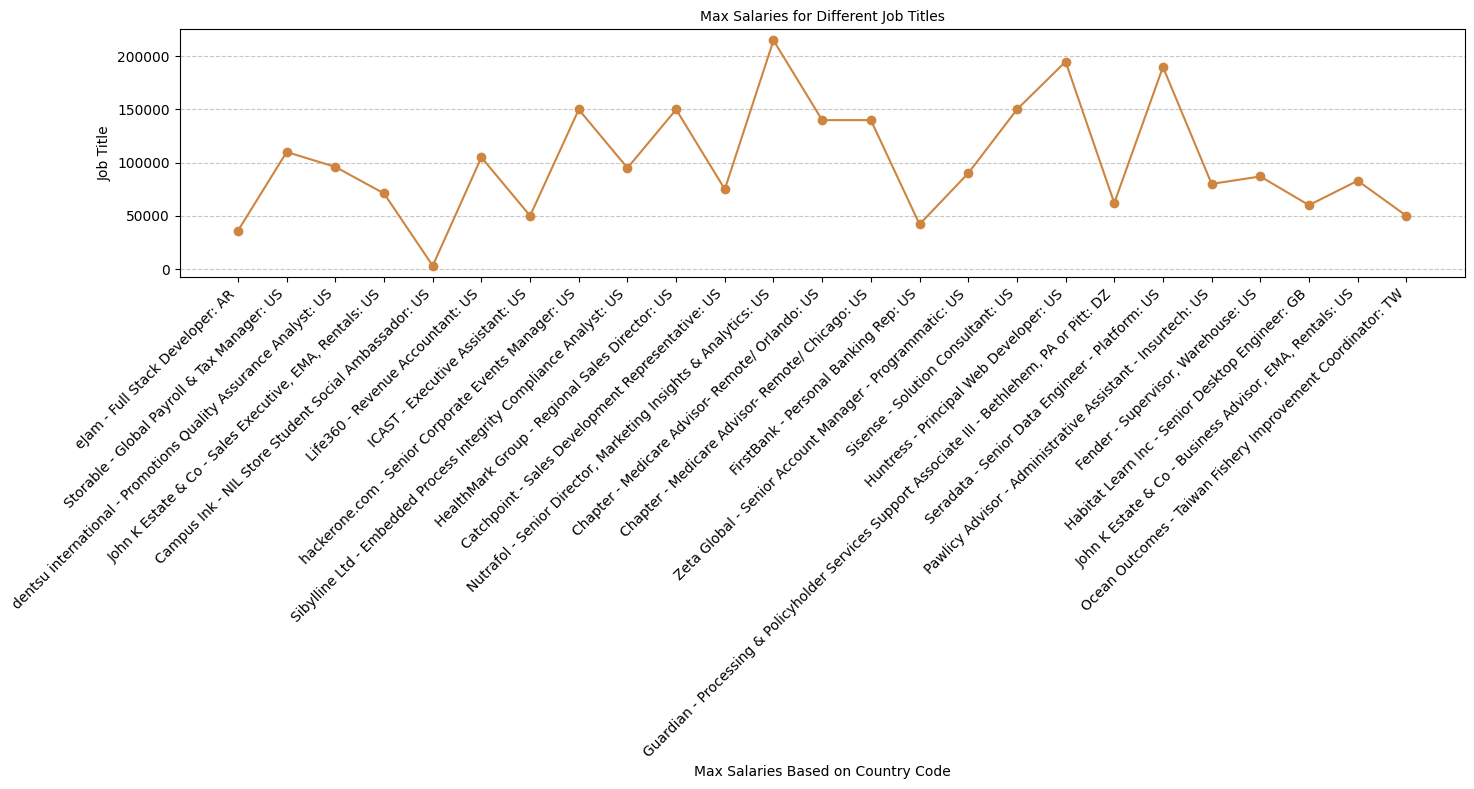 Max Salaries for Different Job Titles
Job Title
200000
150000
100000
50000
0
eJam - Full Stack Developer: AR
Storable - Global Payroll & Tax Manager: US
dentsu international - Promotions Quality Assurance Analyst: US
John K Estate & Co - Sales Executive, EMA, Rentals: US
Campus Ink - NIL Store Student Social Ambassador: US
Life360 - Revenue Accountant: US
ICAST - Executive Assistant: US
hackerone.com - Senior Corporate Events Manager: US
Sibylline Ltd - Embedded Process Integrity Compliance Analyst: US
HealthMark Group - Regional Sales Director: US
Catchpoint - Sales Development Representative: US
Nutrafol - Senior Director, Marketing Insights & Analytics: US
Chapter - Medicare Advisor- Remote/ Orlando: US
Chapter - Medicare Advisor- Remote/ Chicago: US
FirstBank - Personal Banking Rep: US
Zeta Global - Senior Account Manager - Programmatic: US
Sisense - Solution Consultant: US
Huntress - Principal Web Developer: US
Guardian - Processing & Policyholder Services Support Associate III - Bethlehem, PA or Pitt: DZ
Seradata - Senior Data Engineer - Platform: US
Pawlicy Advisor - Administrative Assistant - Insurtech: US
Fender - Supervisor, Warehouse: US
Habitat Learn Inc - Senior Desktop Engineer: GB
John K Estate & Co - Business Advisor, EMA, Rentals: US
Ocean Outcomes - Taiwan Fishery Improvement Coordinator: TW
Max Salaries Based on Country Code